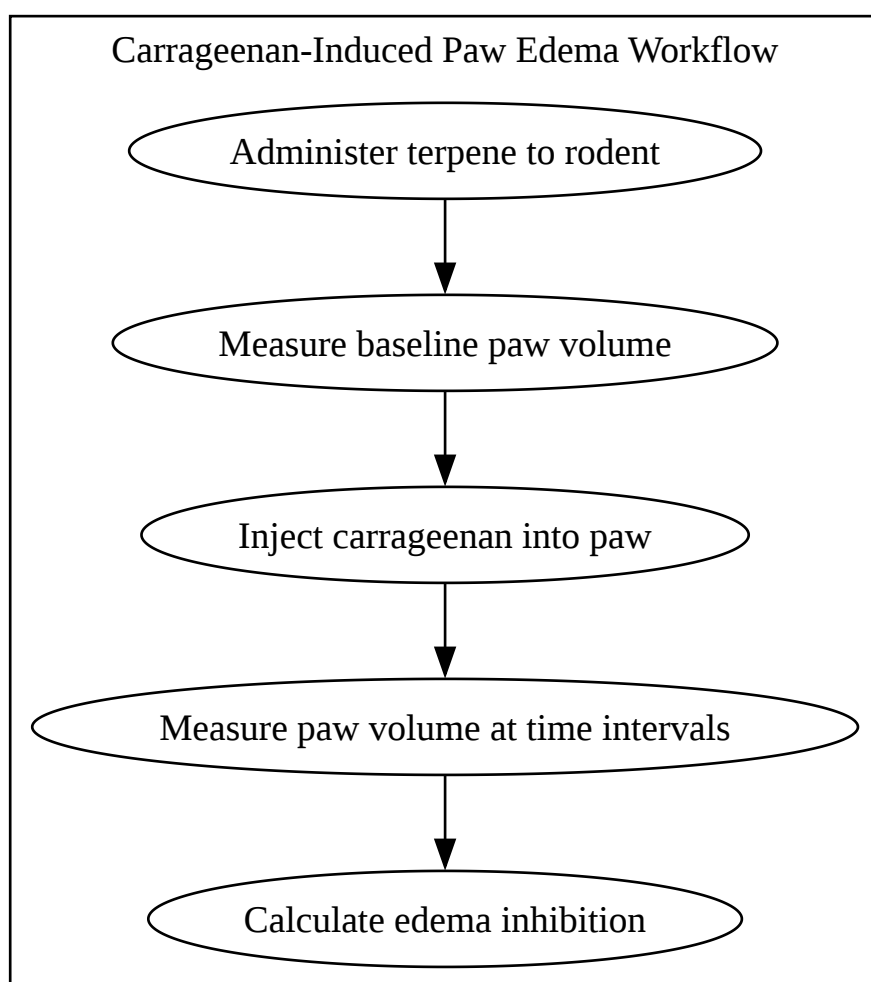 Carrageenan-Induced Paw Edema Workflow
Administer terpene to rodent
Measure baseline paw volume
Inject carrageenan into paw
Measure paw volume at time intervals
Calculate edema inhibition